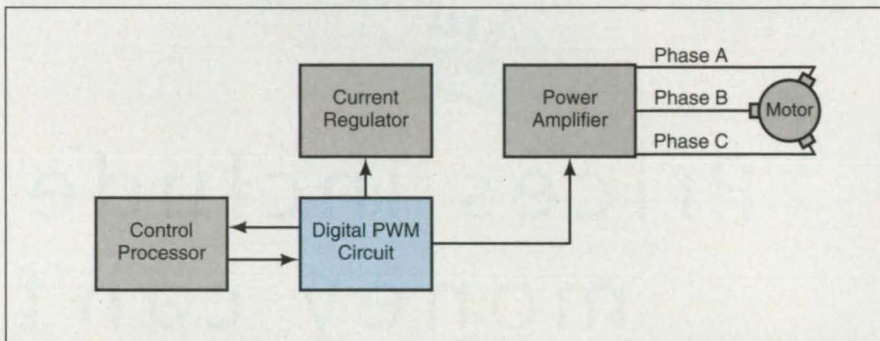 Phase A
Current
Regulator
Power
Amplifier
Phase B
Motor
Phase C
Control
Processor
Digital PWM
Circuit